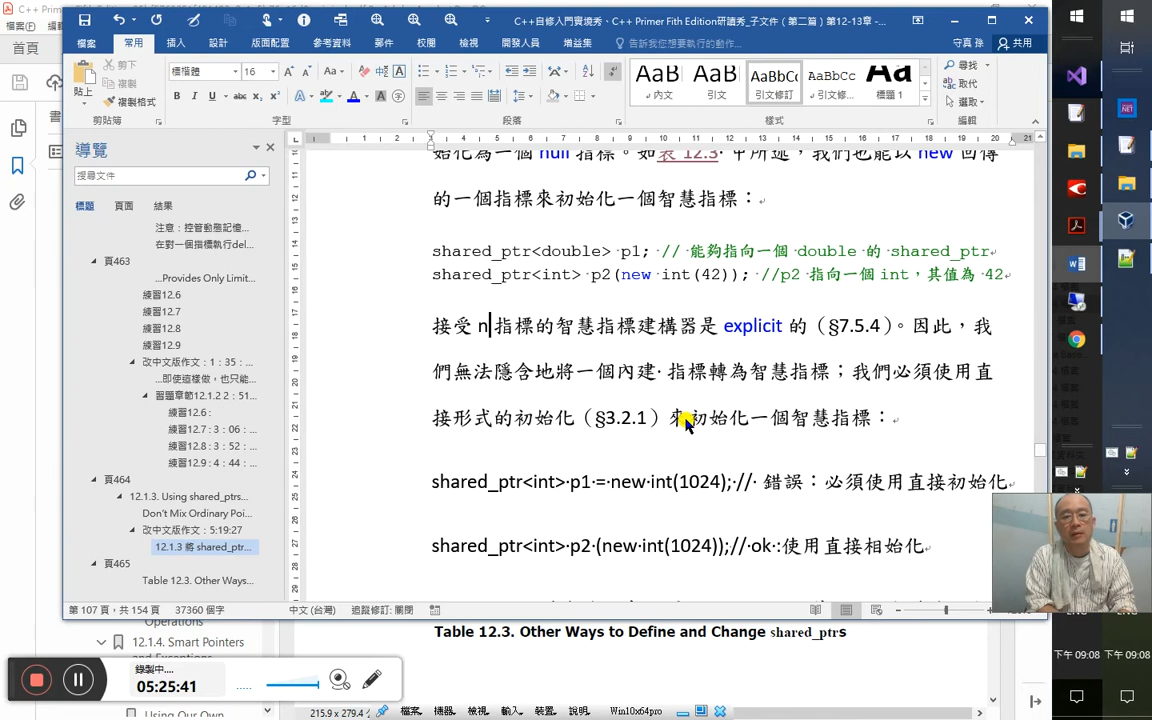 C++自修入門實境秀、C++ Primer Fith Edition研讀秀_子文件（第二篇）第12-13章 -...
檔案 常用 插入 設計 版面配置 參考資料 郵件 校閱 檢視 開發人員 增益集 告訴我您想要執行的動作... 守真 孫 共用
首頁
貼上 剪下
複製
複製格式
標楷體 16
AaBb AaBb AaBbCc AaBbCc AaBb
內文 引文 引文修訂 引文修... 標題 1
尋找
取代
選取
剪貼簿 字型 段落 樣式 編輯
導覽
搜尋文件
標題 頁面 結果
注意：控管動態記憶...
在對一個指標執行del...
頁463
...Provides Only Limit...
練習12.6
練習12.7
練習12.8
練習12.9
改中文版作文：1：35：...
...即使這樣做，也只能...
習題章節12.1.2 2：51...
練習12.6 :
練習12.7：3：06：...
練習12.8：3：52：...
練習12.9：4：44：...
頁464
12.1.3. Using shared_ptrs...
Don't Mix Ordinary Poi...
改中文版作文：5:19:27
12.1.3 將 shared_ptr...
頁465
Table 12.3. Other Ways...
始化為一個 null 指標。如表 12.3 中所述，我們也能以 new 回傳
的一個指標來初始化一個智慧指標：
shared_ptr<double> p1; // 能夠指向一個 double 的 shared_ptr
shared_ptr<int> p2(new int(42)); //p2 指向一個 int，其值為 42
接受 n指標的智慧指標建構器是 explicit 的（§7.5.4）。因此，我
們無法隱含地將一個內建 指標轉為智慧指標；我們必須使用直
接形式的初始化（§3.2.1）來初始化一個智慧指標：
shared_ptr<int> p1 = new int(1024); // 錯誤：必須使用直接初始化
shared_ptr<int> p2 (new int(1024));// ok :使用直接相始化
第 107 頁，共 154 頁 37360 個字 中文 (台灣) 追蹤修訂: 關閉
Operations
12.1.4. Smart Pointers
and Exceptions
Using Our Own
Table 12.3. Other Ways to Define and Change shared_ptrs
錄製中....
05:25:41
215.9 x 279.4
檔案 機器 檢視 輸入 裝置 說明 Win10x64pro
下午 09:08 下午 09:08